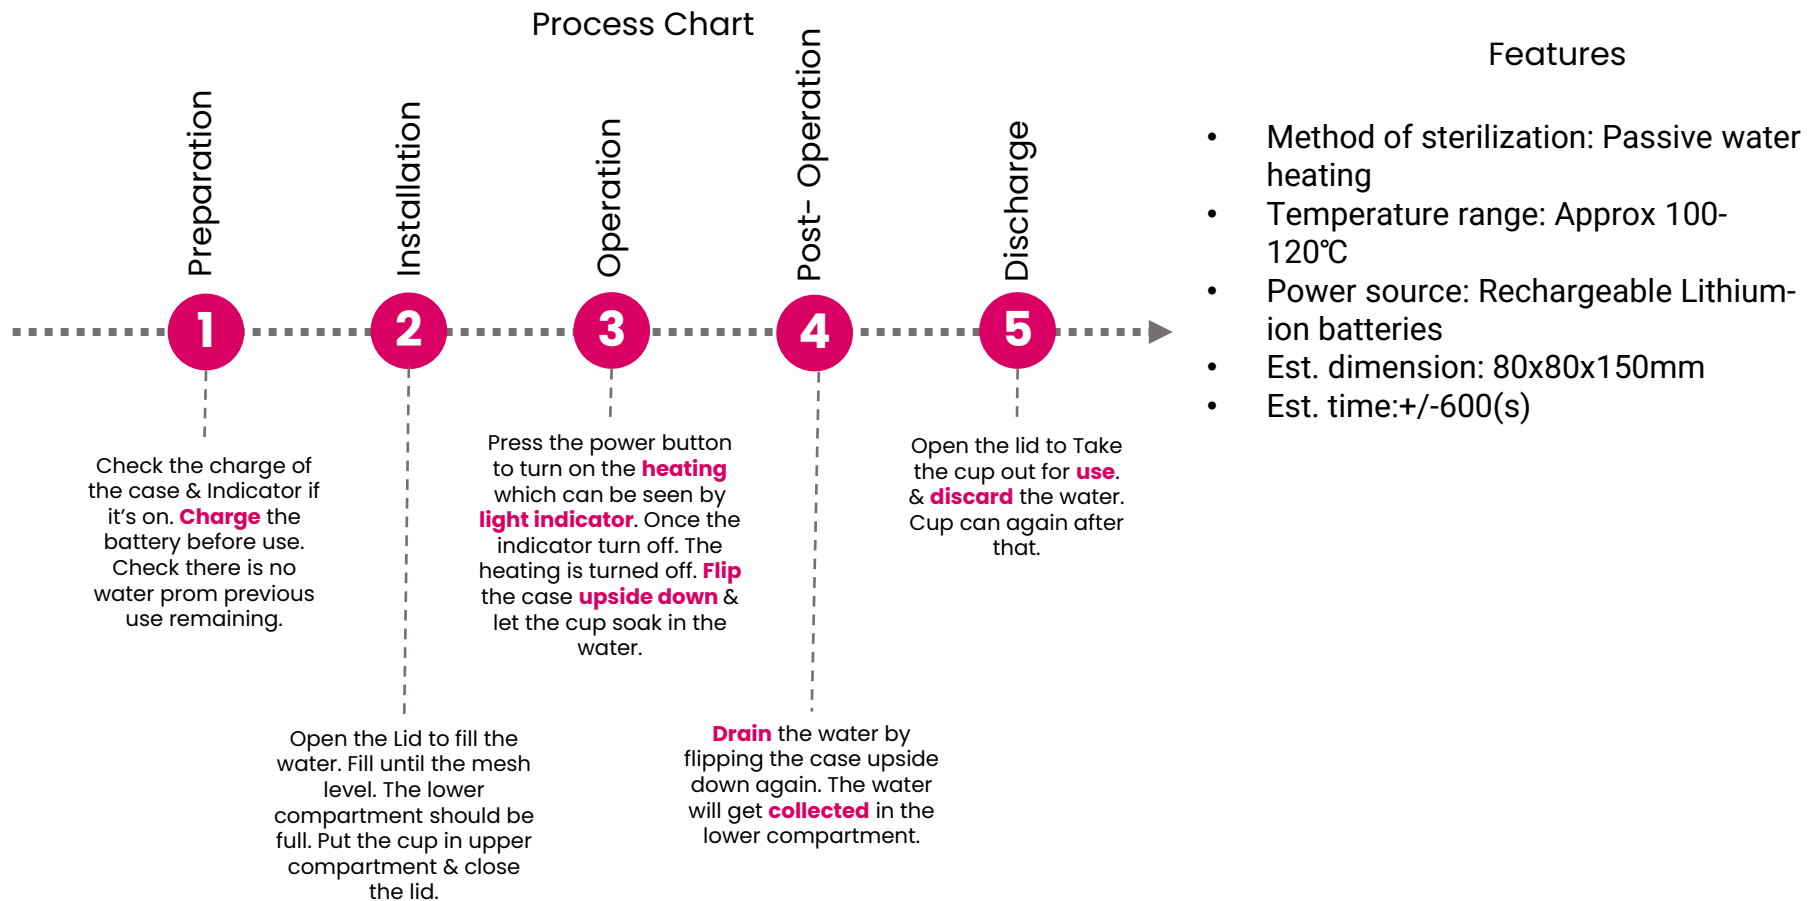 Process Chart
Preparation
Installation
Operation
Post- Operation
Discharge
1
2
3
4
5
Check the charge of
the case & Indicator if
it's on. Charge the
battery before use.
Check there is no
water prom previous
use remaining.
Open the Lid to fill the
water. Fill until the mesh
level. The lower
compartment should be
full. Put the cup in upper
compartment & close
the lid.
Press the power button
to turn on the heating
which can be seen by
light indicator. Once the
indicator turn off. The
heating is turned off. Flip
the case upside down &
let the cup soak in the
water.
Drain the water by
flipping the case upside
down again. The water
will get collected in the
lower compartment.
Open the lid to Take
the cup out for use.
& discard the water.
Cup can again after
that.
Features
• Method of sterilization: Passive water
heating
• Temperature range: Approx 100-
120℃
• Power source: Rechargeable Lithium-
ion batteries
• Est. dimension: 80x80x150mm
• Est. time:+/-600(s)